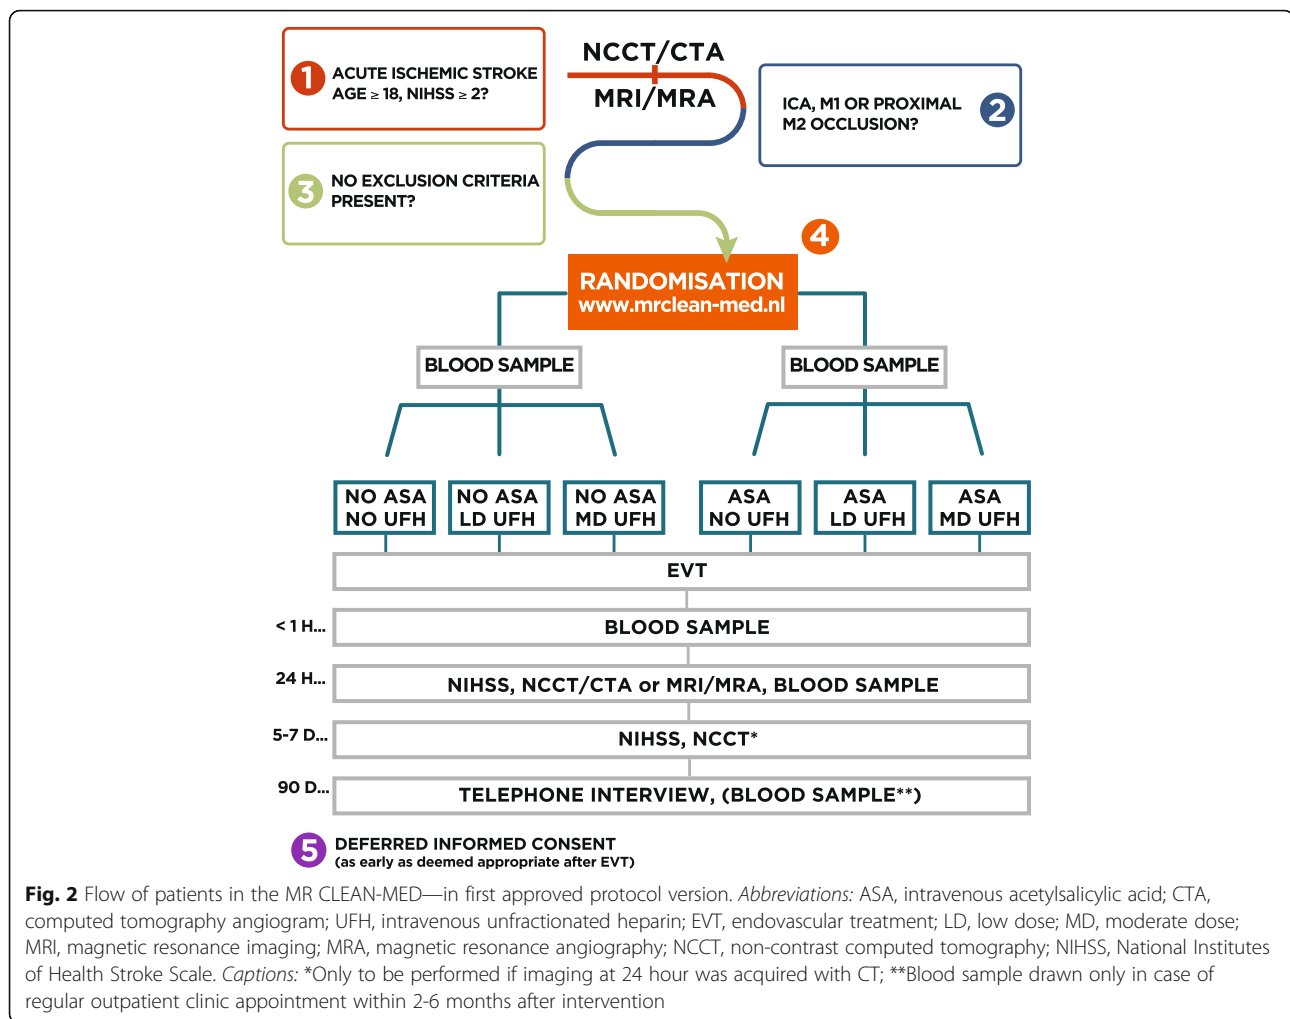 1 ACUTE ISCHEMIC STROKE
AGE ≥ 18, NIHSS ≥ 2?
NCCT/CTA
MRI/MRA
ICA, M1 OR PROXIMAL
M2 OCCLUSION? 2
3 NO EXCLUSION CRITERIA
PRESENT?
4
RANDOMISATION
www.mrclean-med.nl
BLOOD SAMPLE
BLOOD SAMPLE
NO ASA
NO UFH
NO ASA
LD UFH
NO ASA
MD UFH
ASA
NO UFH
ASA
LD UFH
ASA
MD UFH
EVT
< 1 H...
BLOOD SAMPLE
24 H...
NIHSS, NCCT/CTA or MRI/MRA, BLOOD SAMPLE
5-7 D...
NIHSS, NCCT*
90 D...
TELEPHONE INTERVIEW, (BLOOD SAMPLE**)
5 DEFERRED INFORMED CONSENT
(as early as deemed appropriate after EVT)
Fig. 2 Flow of patients in the MR CLEAN-MED—in first approved protocol version. Abbreviations: ASA, intravenous acetylsalicylic acid; CTA,
computed tomography angiogram; UFH, intravenous unfractionated heparin; EVT, endovascular treatment; LD, low dose; MD, moderate dose;
MRI, magnetic resonance imaging; MRA, magnetic resonance angiography; NCCT, non-contrast computed tomography; NIHSS, National Institutes
of Health Stroke Scale. Captions: *Only to be performed if imaging at 24 hour was acquired with CT; **Blood sample drawn only in case of
regular outpatient clinic appointment within 2-6 months after intervention